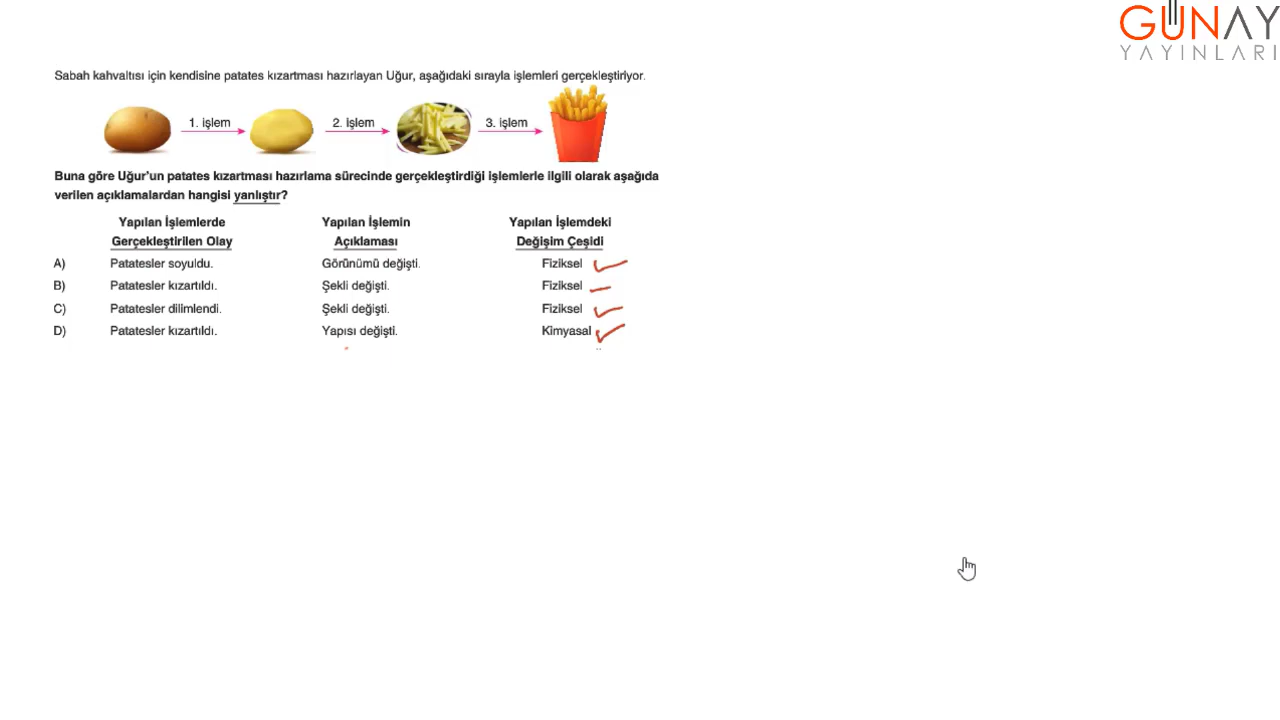 GÜNAY
YAYINLARI
Sabah kahvaltısı için kendisine patates kızartması hazırlayan Uğur, aşağıdaki sırayla işlemleri gerçekleştiriyor.
1. işlem 2. işlem 3. işlem
Buna göre Uğur'un patates kızartması hazırlama sürecinde gerçekleştirdiği işlemlerle ilgili olarak aşağıda
verilen açıklamalardan hangisi yanlıştır?
Yapılan İşlemlerde Yapılan İşlemin Yapılan İşlemdeki
Gerçekleştirilen Olay Açıklaması Değişim Çeşidi
A) Patatesler soyuldu. Görünümü değişti. Fiziksel
B) Patatesler kızartıldı. Şekli değişti. Fiziksel
C) Patatesler dilimlendi. Şekli değişti. Fiziksel
D) Patatesler kızartıldı. Yapısı değişti. Kimyasal